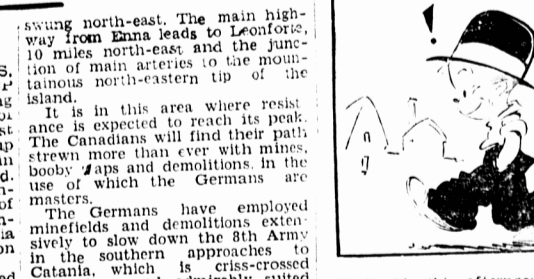 swung north-east. The main high-
way from Enna leads to Leonforte,
10 miles north-east and the junc-
tion of main arteries to the moun-
tainous north-eastern tip of the
island.
It is in this area where resist
ance is expected to reach its peak.
The Canadians will find their path
strewn more than ever with mines,
booby aps and demolitions, in the
use of which the Germans are
masters.
The Germans have employed
minefields and demolitions exten-
sively to slow down the 8th Army
in the southern approaches to
Catania, which is criss-crossed
!